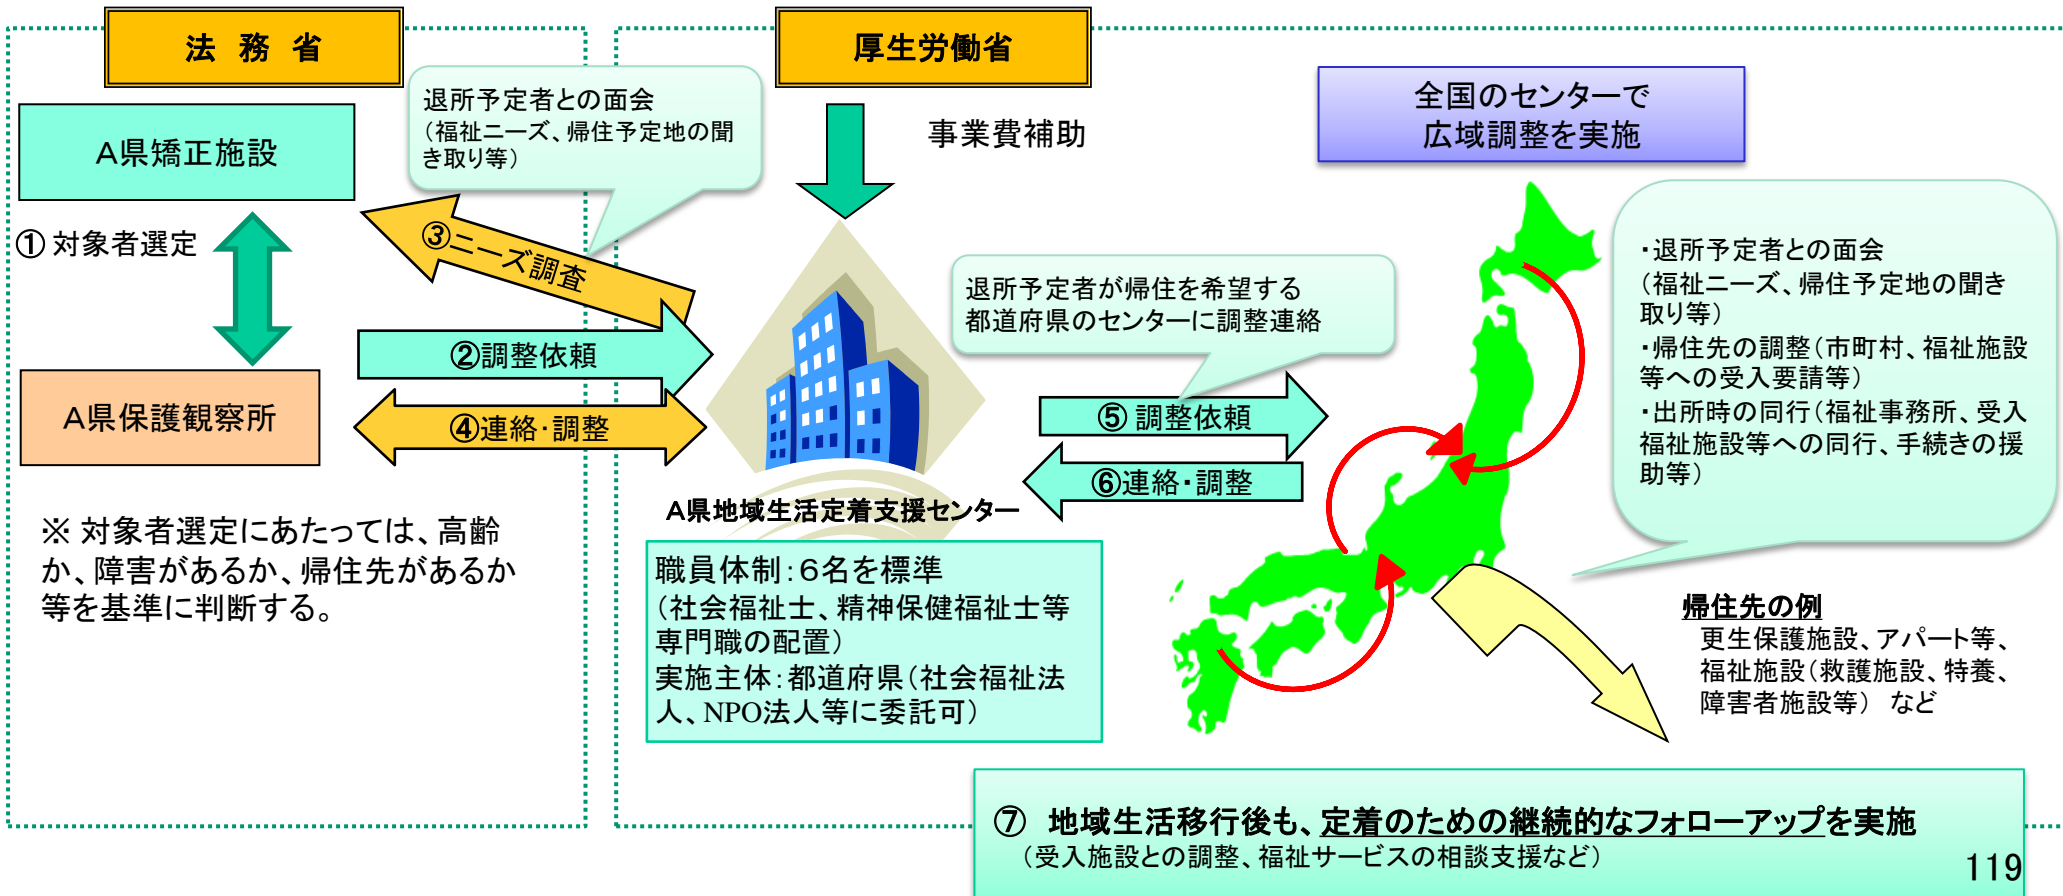 法務省
厚生労働省
A県矯正施設
退所予定者との面会
（福祉ニーズ、帰住予定地の聞
き取り等）
事業費補助
全国のセンターで
広域調整を実施
① 対象者選定
③ニーズ調査
②調整依頼
④連絡・調整
A県保護観察所
※ 対象者選定にあたっては、高齢
か、障害があるか、帰住先があるか
等を基準に判断する。
A県地域生活定着支援センター
職員体制：６名を標準
（社会福祉士、精神保健福祉士等
専門職の配置）
実施主体：都道府県（社会福祉法
人、NPO法人等に委託可）
退所予定者が帰住を希望する
都道府県のセンターに調整連絡
⑤ 調整依頼
⑥連絡・調整
・退所予定者との面会
（福祉ニーズ、帰住予定地の聞き
取り等）
・帰住先の調整（市町村、福祉施設
等への受入要請等）
・出所時の同行（福祉事務所、受入
福祉施設等への同行、手続きの援
助等）
帰住先の例
更生保護施設、アパート等、
福祉施設（救護施設、特養、
障害者施設等） など
⑦ 地域生活移行後も、定着のための継続的なフォローアップを実施
（受入施設との調整、福祉サービスの相談支援など）
119